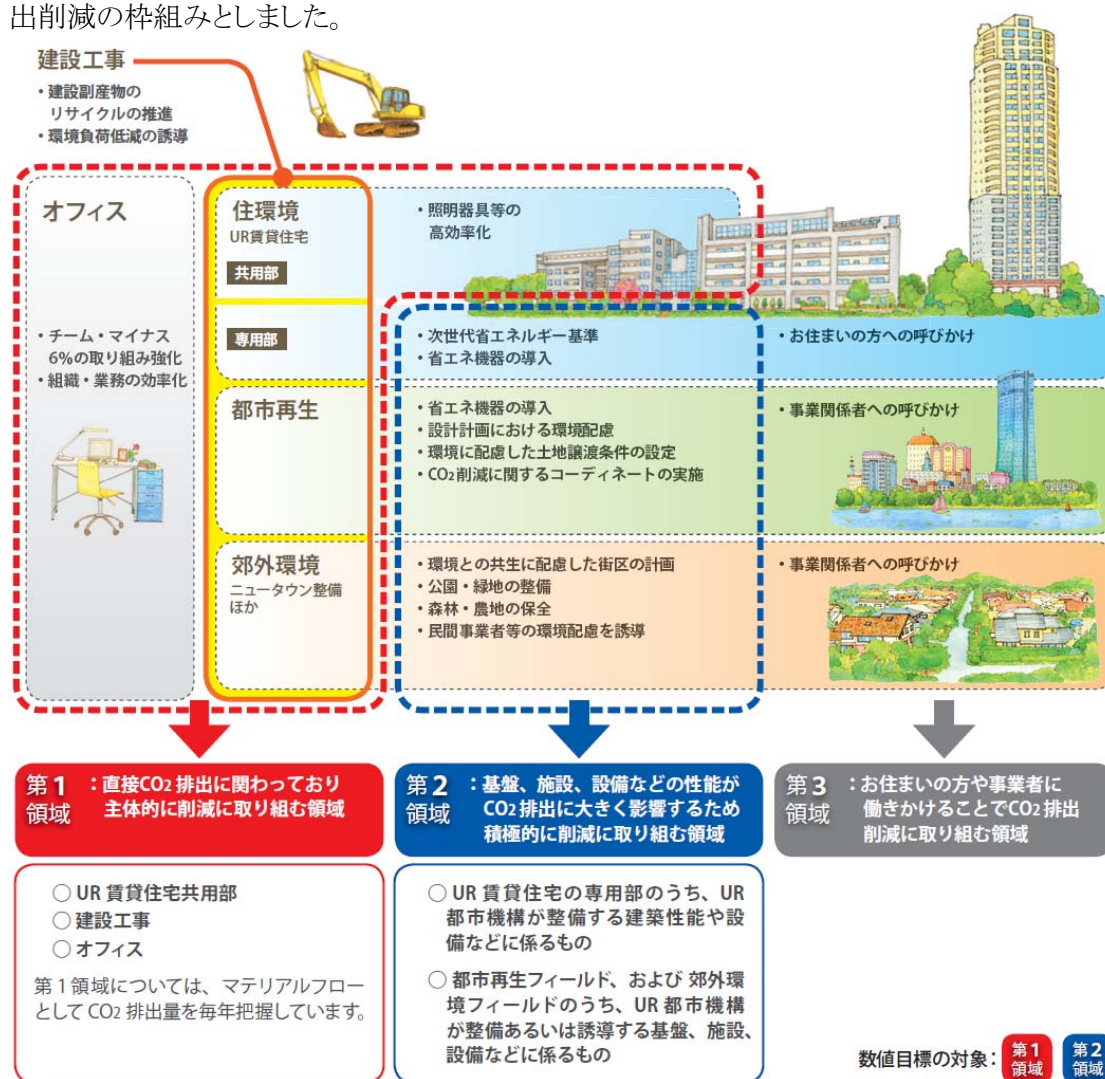 出削減の枠組みとしました。
建設工事
・建設副産物の
リサイクルの推進
・環境負荷低減の誘導
オフィス
・チーム・マイナス
6%の取り組み強化
・組織・業務の効率化
住環境
UR賃貸住宅
共用部
・照明器具等の
高効率化
専用部
・次世代省エネルギー基準
・省エネ機器の導入
・お住まいの方への呼びかけ
都市再生
・省エネ機器の導入
・設計計画における環境配慮
・環境に配慮した土地譲渡条件の設定
・CO2削減に関するコーディネートの実施
・事業関係者への呼びかけ
郊外環境
ニュータウン整備
ほか
・環境との共生に配慮した街区の計画
・公園・緑地の整備
・森林・農地の保全
・民間事業者等の環境配慮を誘導
・事業関係者への呼びかけ
第1
領域
:直接CO2排出に関わっており
主体的に削減に取り組む領域
○ UR 賃貸住宅共用部
○ 建設工事
○ オフィス
第1領域については、マテリアルフロー
としてCO2排出量を毎年把握しています。
第2
領域
:基盤、施設、設備などの性能が
CO2排出に大きく影響するため
積極的に削減に取り組む領域
○ UR 賃貸住宅の専用部のうち、UR
都市機構が整備する建築性能や設
備などに係るもの
○ 都市再生フィールド、および 郊外環
境フィールドのうち、UR 都市機構
が整備あるいは誘導する基盤、施設、
設備などに係るもの
第3
領域
:お住まいの方や事業者に
働きかけることでCO2排出
削減に取り組む領域
数値目標の対象:
第1
領域
第2
領域